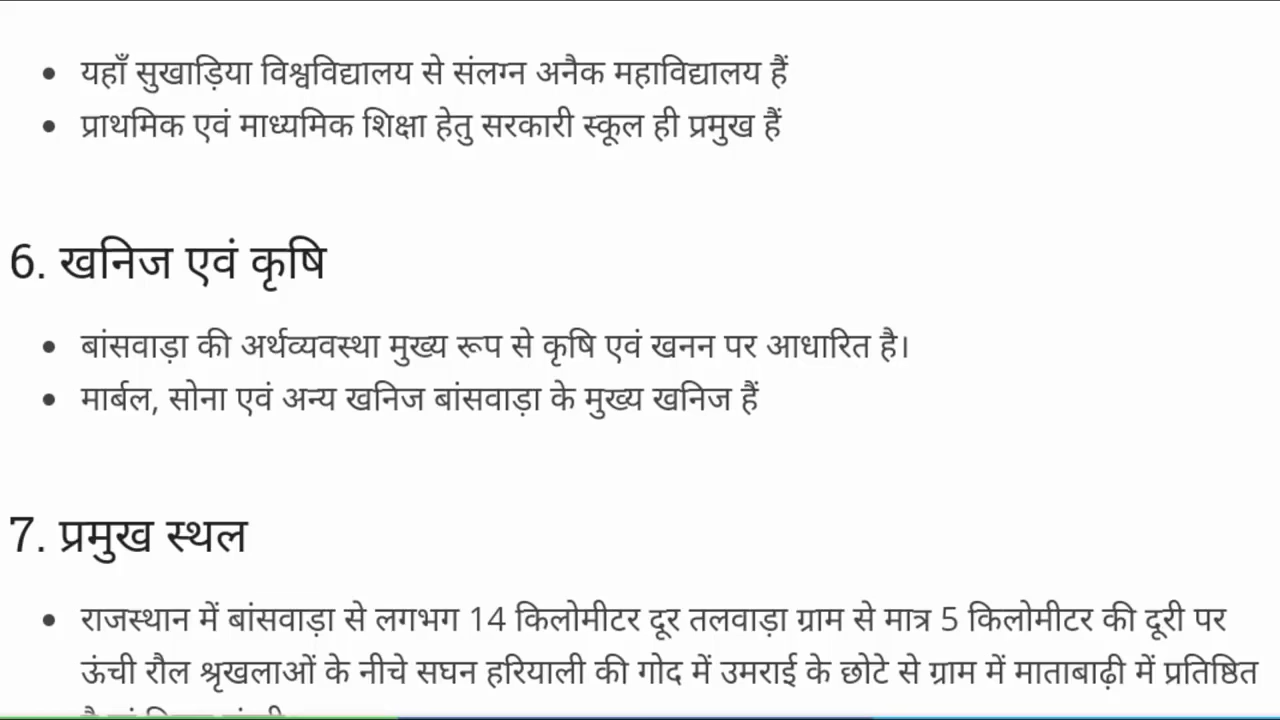 यहाँ सुखाड़िया विश्वविद्यालय से संलग्न अनैक महाविद्यालय हैं
प्राथमिक एवं माध्यमिक शिक्षा हेतु सरकारी स्कूल ही प्रमुख हैं
6. खनिज एवं कृषि
बांसवाड़ा की अर्थव्यवस्था मुख्य रूप से कृषि एवं खनन पर आधारित है।
मार्बल, सोना एवं अन्य खनिज बांसवाड़ा के मुख्य खनिज हैं
7. प्रमुख स्थल
राजस्थान में बांसवाड़ा से लगभग 14 किलोमीटर दूर तलवाड़ा ग्राम से मात्र 5 किलोमीटर की दूरी पर
ऊंची रौल श्रृखलाओं के नीचे सघन हरियाली की गोद में उमराई के छोटे से ग्राम में माताबाढ़ी में प्रतिष्ठित